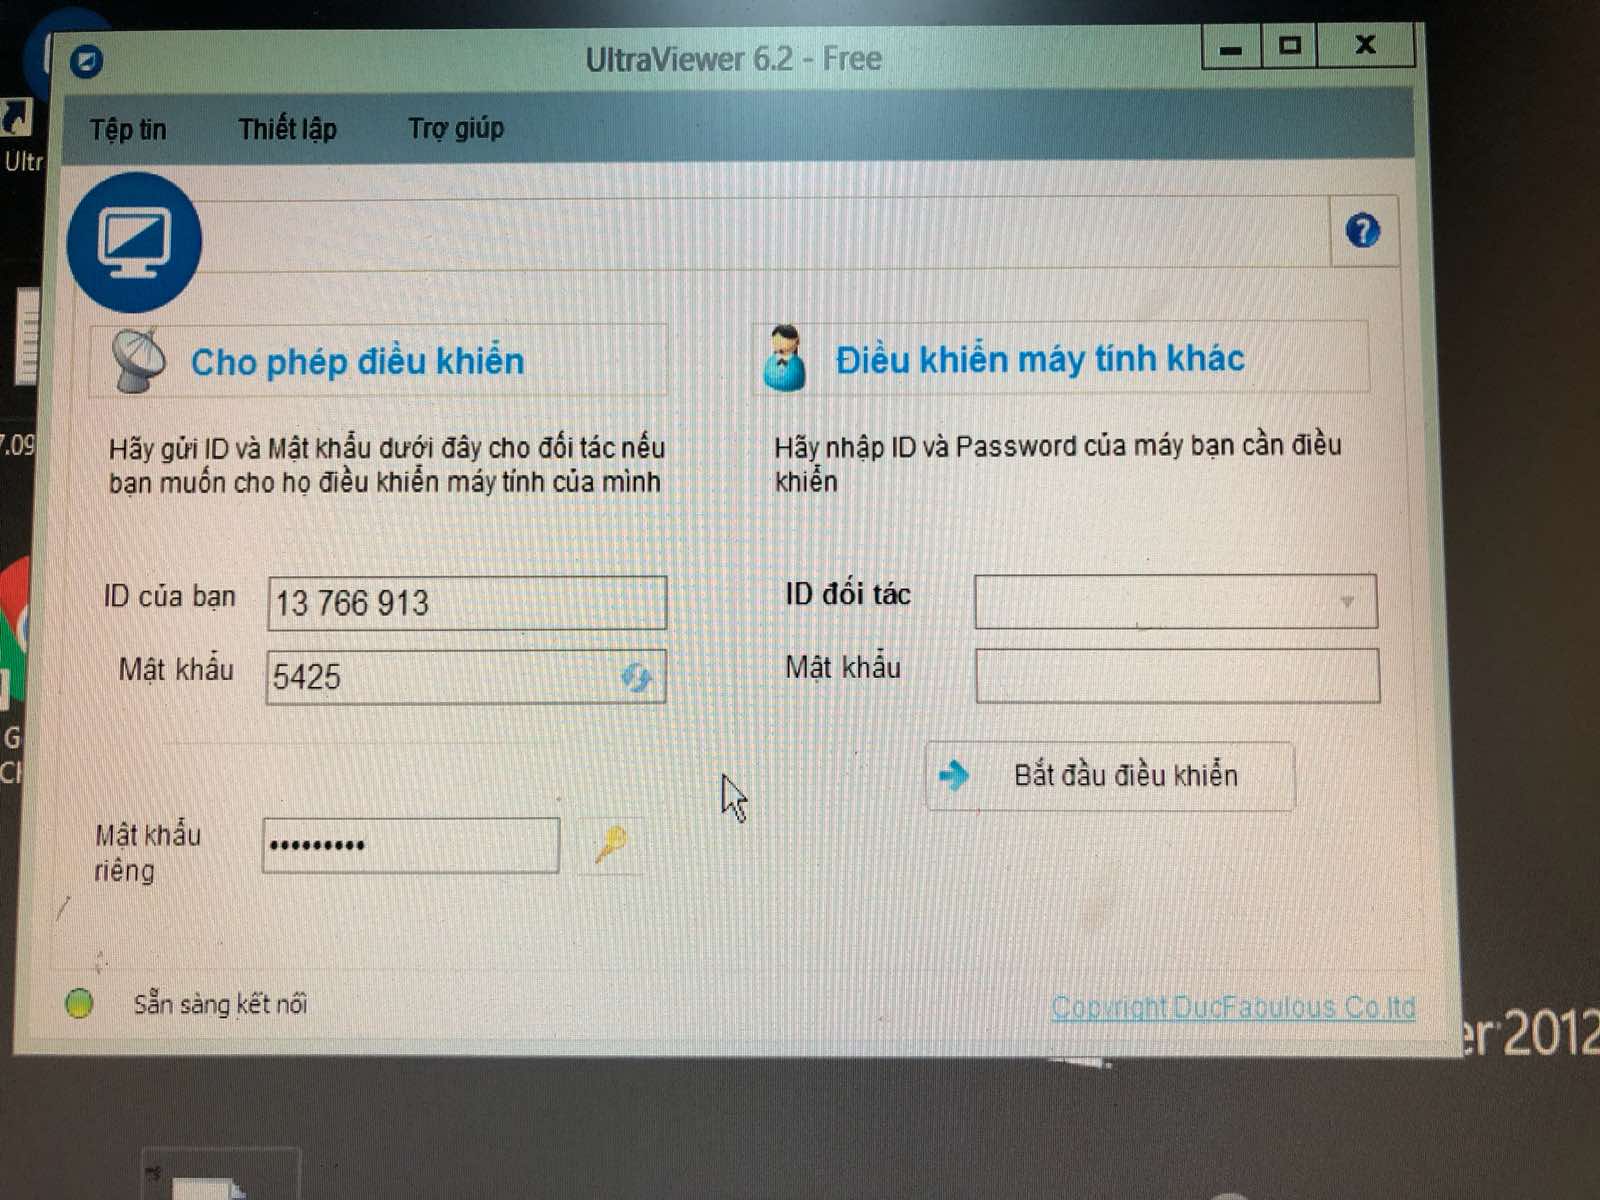 UltraViewer 6.2 - Free
Tệp tin Thiết lập Trợ giúp
Ultr
?
Cho phép điều khiển
Điều khiển máy tính khác
7.09
Hãy gửi ID và Mật khẩu dưới đây cho đối tác nếu
bạn muốn cho họ điều khiển máy tính của mình
Hãy nhập ID và Password của máy bạn cần điều
khiển
ID của bạn 13 766 913
Mật khẩu 5425
ID đối tác
Mật khẩu
G
Bắt đầu điều khiển
Mật khẩu
riêng
Sẵn sàng kết nối
Copyright DucFabulous Co.ltd
er 2012